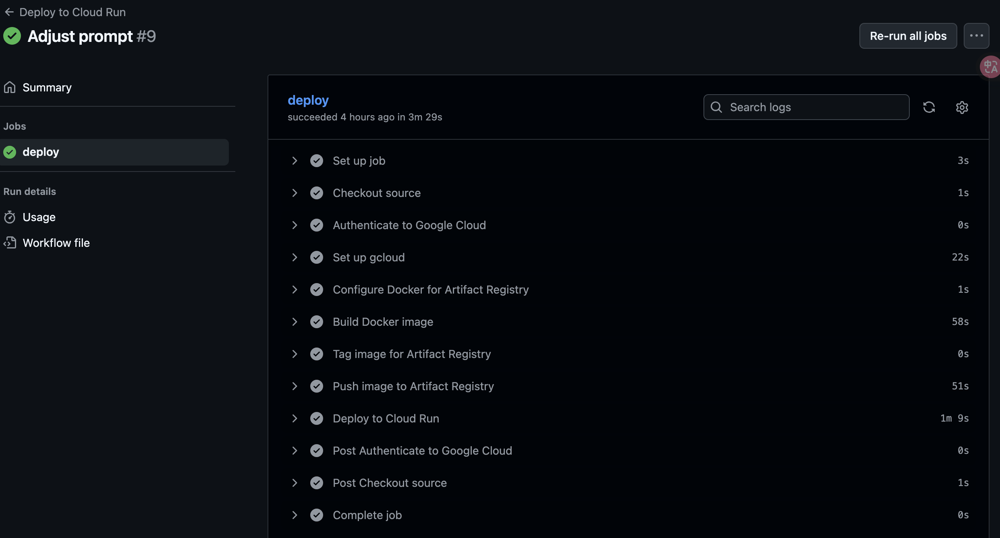 Deploy to Cloud Run
Adjust prompt #9
Re-run all jobs
中A
Summary
Jobs
deploy
Run details
Usage
Workflow file
deploy
succeeded 4 hours ago in 3m 29s
Search logs
Set up job 3s
Checkout source 1s
Authenticate to Google Cloud 0s
Set up gcloud 22s
Configure Docker for Artifact Registry 1s
Build Docker image 58s
Tag image for Artifact Registry 0s
Push image to Artifact Registry 51s
Deploy to Cloud Run 1m 9s
Post Authenticate to Google Cloud 0s
Post Checkout source 1s
Complete job 0s